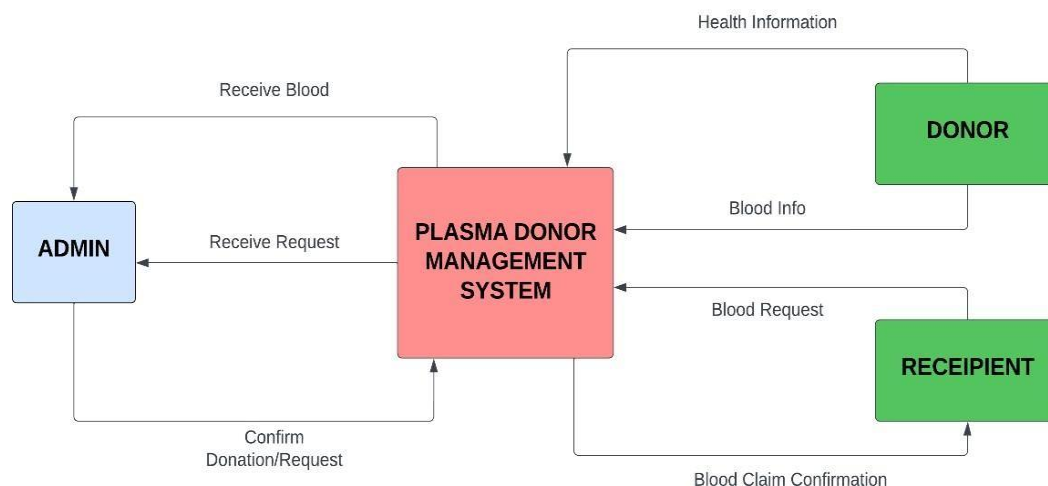 Health Information
Receive Blood
DONOR
Blood Info
PLASMA DONOR
MANAGEMENT
SYSTEM
ADMIN
Receive Request
Blood Request
RECEIPIENT
Confirm
Donation/Request
Blood Claim Confirmation